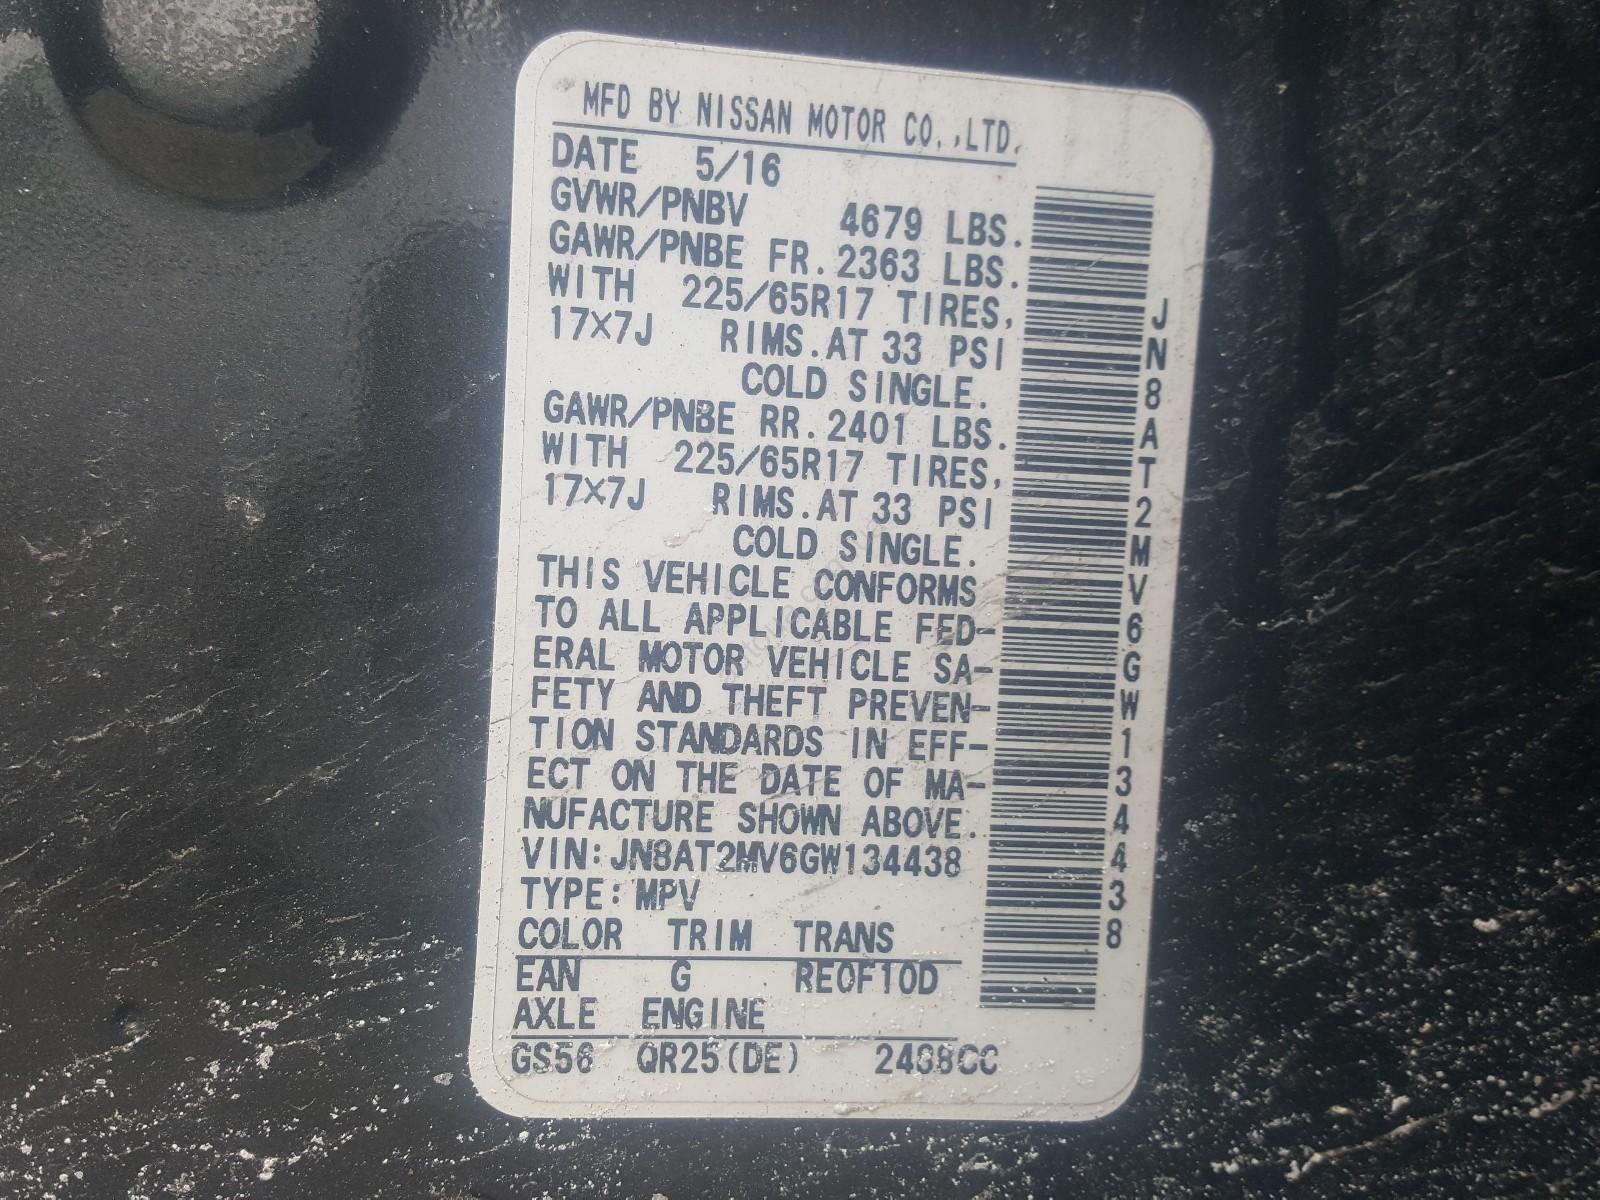 MFD BY NISSAN MOTOR CO.,LTD.
DATE 5/16
GVWR/PNBV 4679 LBS.
GAWR/PNBE FR. 2363 LBS.
WITH 225/65R17 TIRES,
17X7J RIMS. AT 33 PSI
COLD SINGLE.
GAWR/PNBE RR. 2401 LBS.
WITH 225/65R17 TIRES,
17X7J RIMS. AT 33 PSI
COLD SINGLE.
THIS VEHICLE CONFORMS
TO ALL APPLICABLE FED-
ERAL MOTOR VEHICLE SA-
FETY AND THEFT PREVEN-
TION STANDARDS IN EFF-
ECT ON THE DATE OF MA-
NUFACTURE SHOWN ABOVE.
VIN: JN8AT2MV6GW134438
TYPE: MPV
COLOR TRIM TRANS
EAN G RE0F10D
AXLE ENGINE
GS56 QR25(DE) 2488CC
JN8AT2MV6GW134438